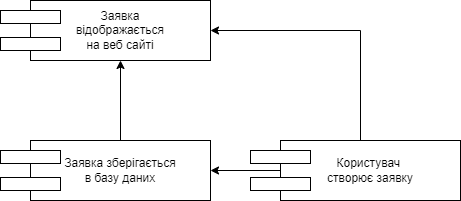 Заявка
відображається
на веб сайті
Заявка зберігається
в базу даних
Користувач
створює заявку